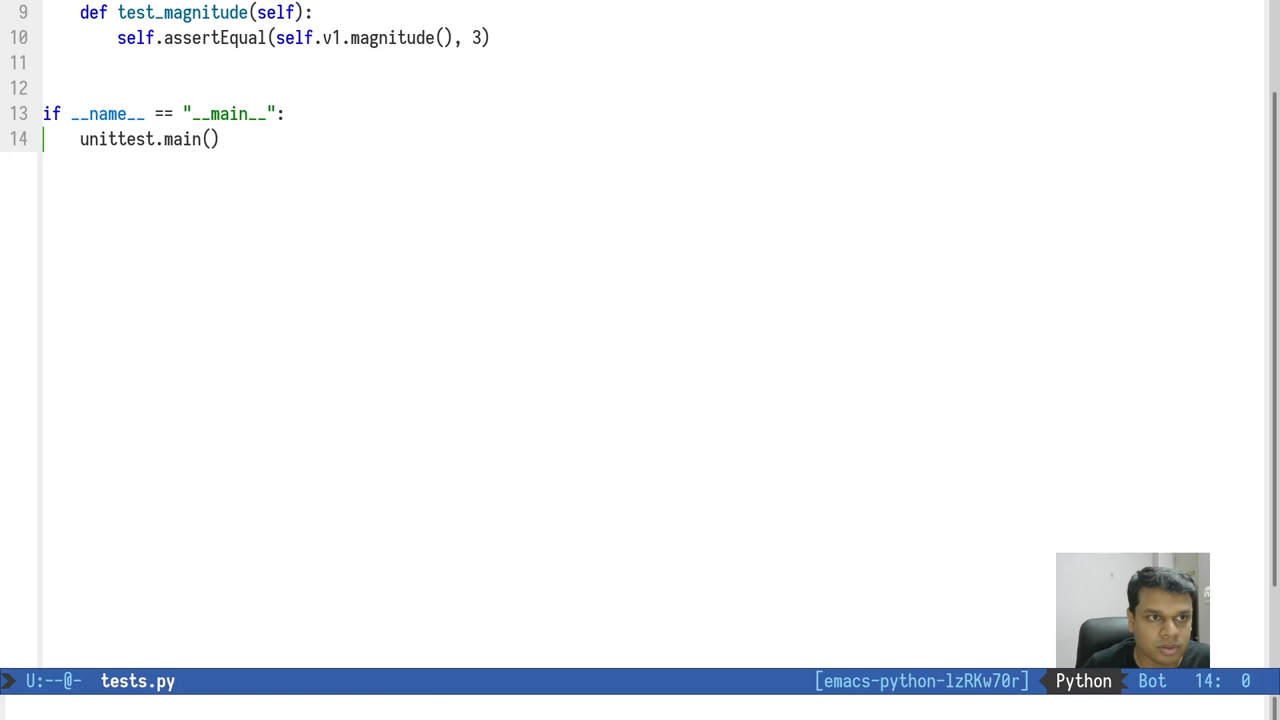 9 def test_magnitude(self):
10 self.assertEqual(self.v1.magnitude(), 3)
11
12
13 if __name__ == "__main__":
14 unittest.main()
U:--@- tests.py [emacs-python-lzRKw70r] Python Bot 14: 0